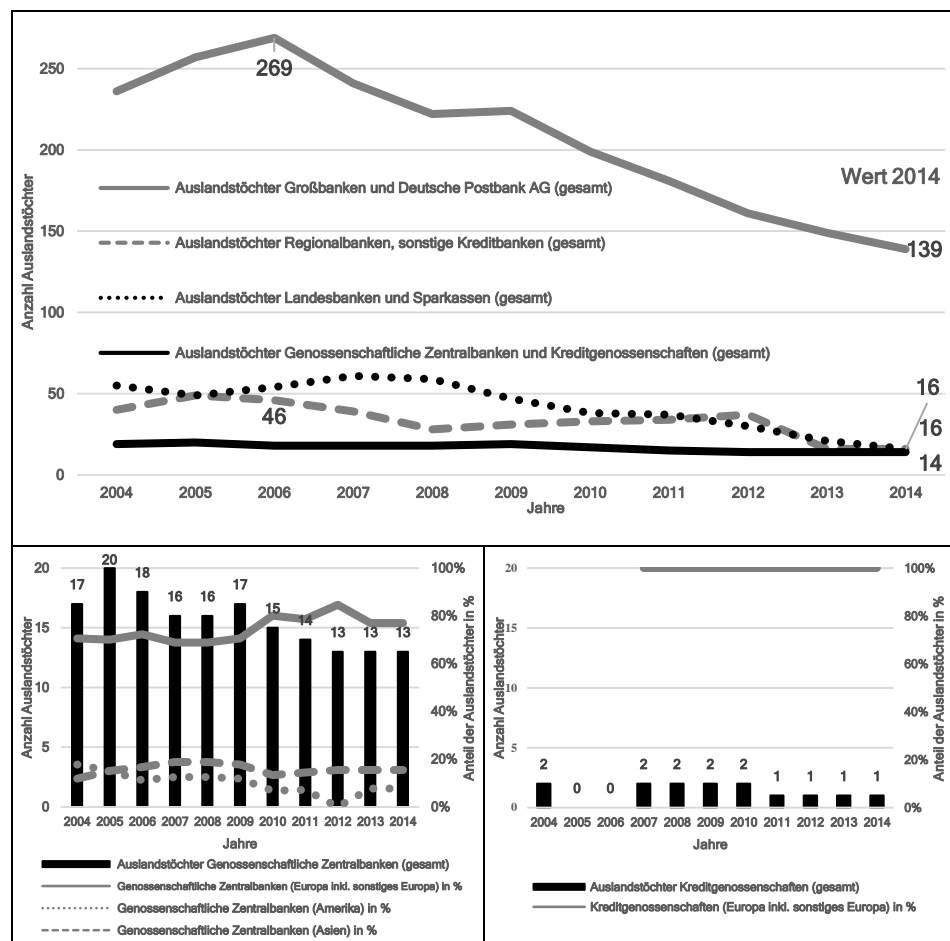 250
269
200
Wert 2014
Auslandstöchter Großbanken und Deutsche Postbank AG (gesamt)
150
Auslandstöchter Regionalbanken, sonstige Kreditbanken (gesamt)
139
Anzahl Auslandstöchter
Auslandstöchter Landesbanken und Sparkassen (gesamt)
100
Auslandstöchter Genossenschaftliche Zentralbanken und Kreditgenossenschaften (gesamt)
50
46
16
16
14
0
2004 2005 2006 2007 2008 2009 2010 2011 2012 2013 2014
Jahre
20
15
10
5
0
Anzahl Auslandstöchter
17 20 18 16 16 17 15 14 13 13 13
100%
80%
60%
40%
20%
0%
Anteil der Auslandstöchter in %
2004 2005 2006 2007 2008 2009 2010 2011 2012 2013 2014
Jahre
Auslandstöchter Genossenschaftliche Zentralbanken (gesamt)
Genossenschaftliche Zentralbanken (Europa inkl. sonstiges Europa) in %
Genossenschaftliche Zentralbanken (Amerika) in %
Genossenschaftliche Zentralbanken (Asien) in %
20
15
10
5
0
Anzahl Auslandstöchter
2 0 0 2 2 2 2 1 1 1 1
100%
80%
60%
40%
20%
0%
Anteil der Auslandstöchter in %
2004 2005 2006 2007 2008 2009 2010 2011 2012 2013 2014
Jahre
Auslandstöchter Kreditgenossenschaften (gesamt)
Kreditgenossenschaften (Europa inkl. sonstiges Europa) in %